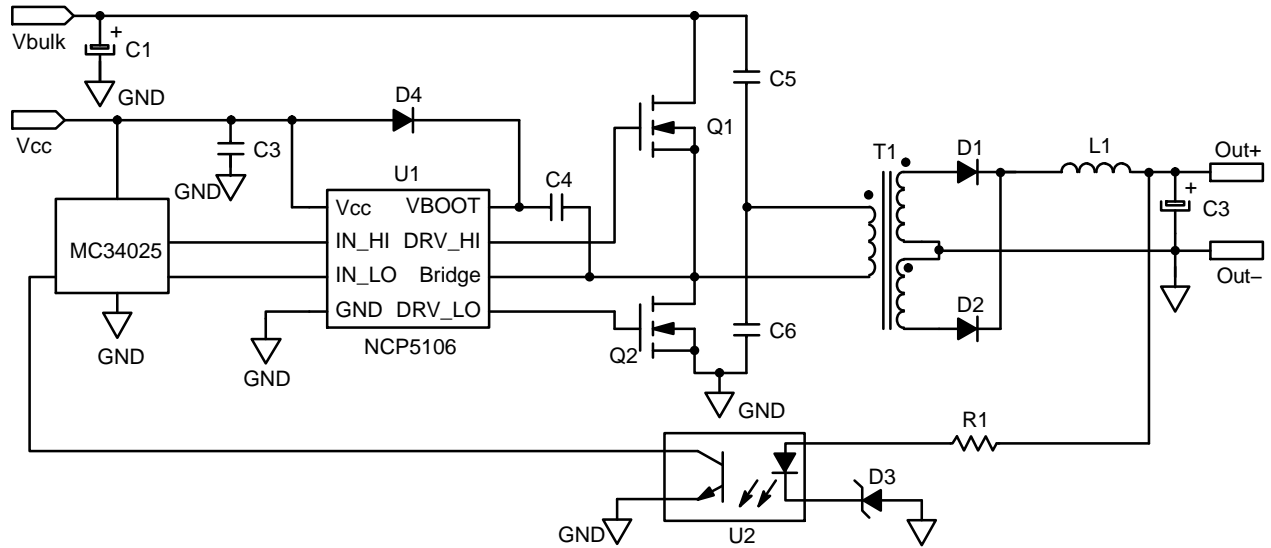 Vbulk
+
C1
GND
Vcc
D4
C3
GND
U1
C4
Q1
C5
T1
D1
L1
Out+
+
C3
Out–
MC34025
Vcc
VBOOT
IN_HI
DRV_HI
IN_LO
Bridge
GND
DRV_LO
NCP5106
GND
GND
Q2
C6
D2
GND
R1
D3
GND
U2